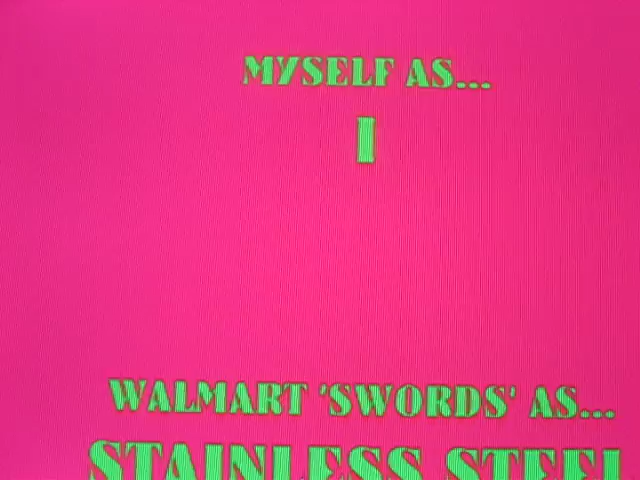 MYSELF AS...
I
WALMART 'SWORDS' AS...
STAINLESS STEEL